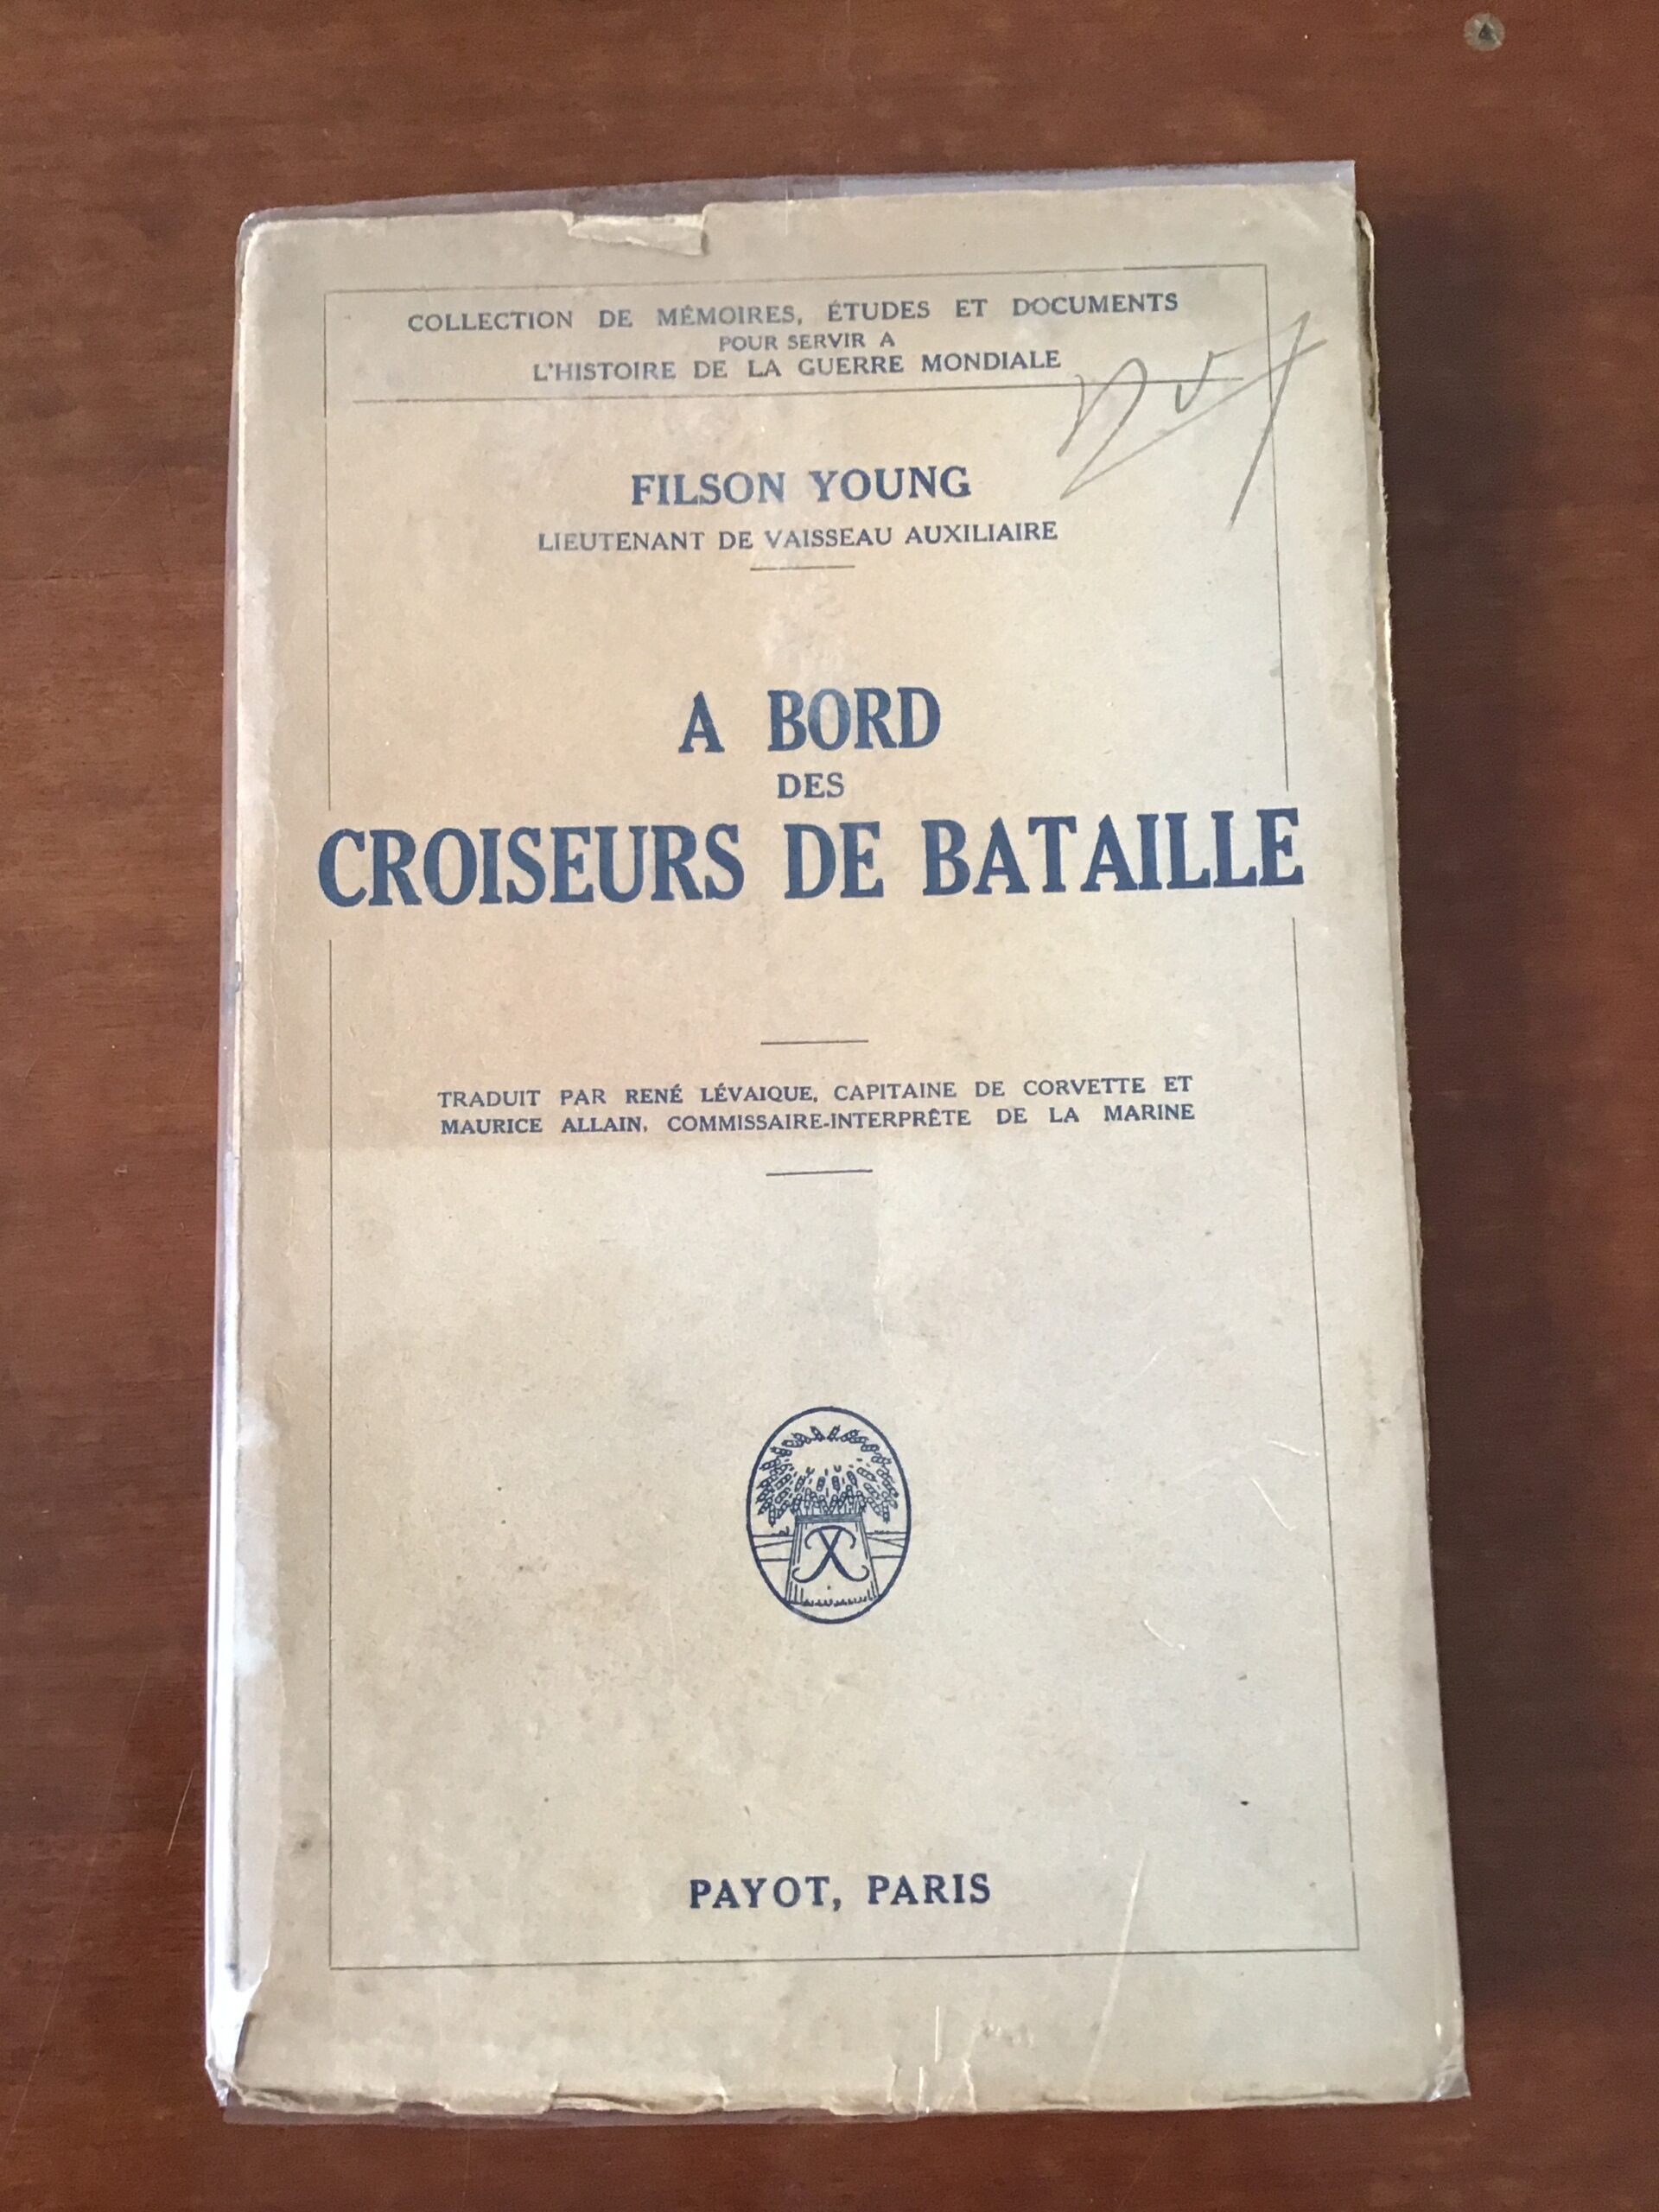 COLLECTION DE MÉMOIRES, ÉTUDES ET DOCUMENTS
POUR SERVIR A
L'HISTOIRE DE LA GUERRE MONDIALE
FILSON YOUNG
LIEUTENANT DE VAISSEAU AUXILIAIRE
A BORD
DES
CROISEURS DE BATAILLE
TRADUIT PAR RENÉ LÉVAIQUE, CAPITAINE DE CORVETTE ET
MAURICE ALLAIN, COMMISSAIRE-INTERPRÊTE DE LA MARINE
PAYOT, PARIS